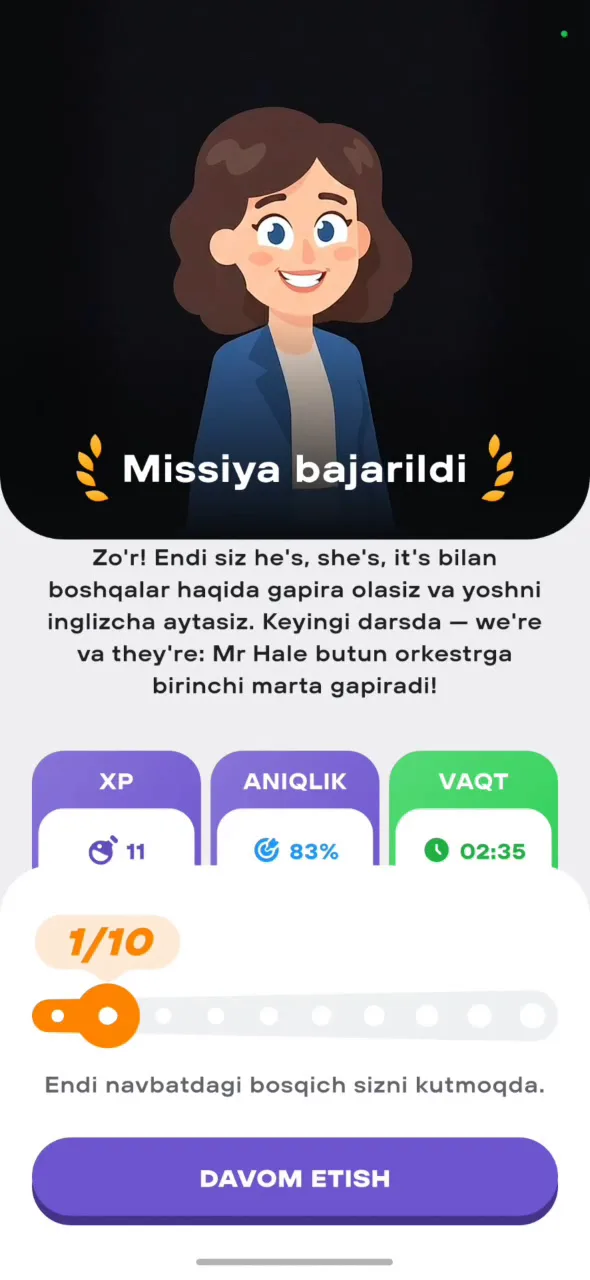 Missiya bajarildi
Zo'r! Endi siz he's, she's, it's bilan
boshqalar haqida gapira olasiz va yoshni
inglizcha aytasiz. Keyingi darsda — we're
va they're: Mr Hale butun orkestrga
birinchi marta gapiradi!
XP
ANIQLIK
VAQT
11
83%
02:35
1/10
Endi navbatdagi bosqich sizni kutmoqda.
DAVOM ETISH